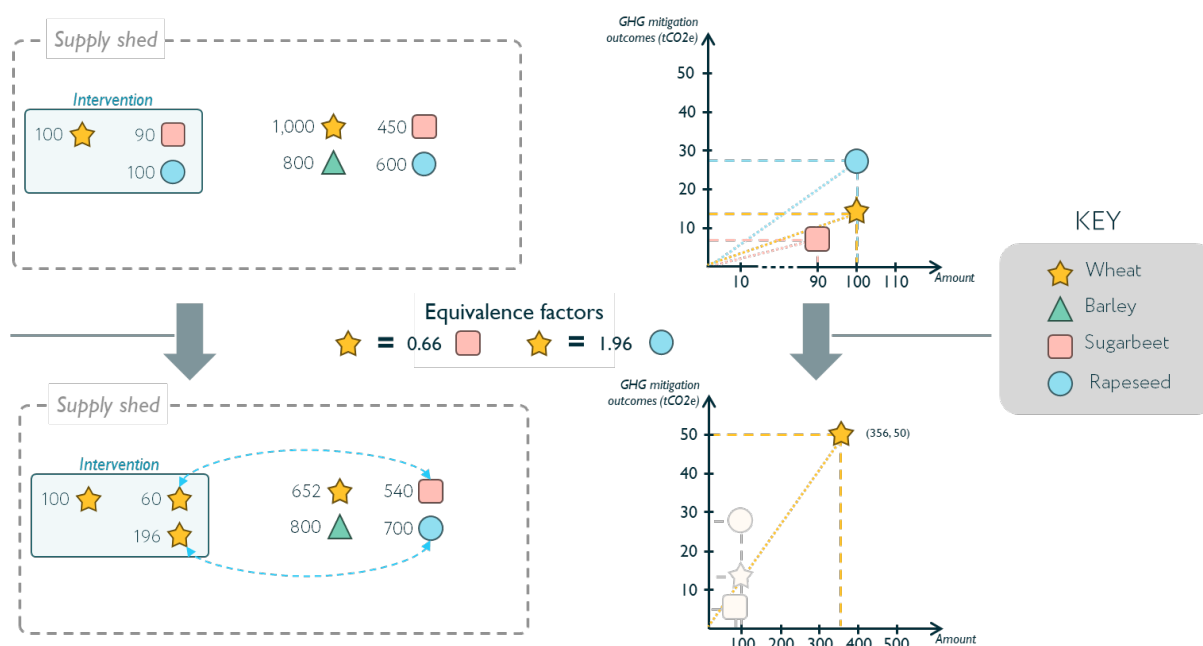 Supply shed
Intervention
100
90
100
1,000
450
800
600
GHG mitigation
outcomes (tCO2e)
50
40
30
20
10
10
90
100
110
Amount
KEY
Wheat
Barley
Sugarbeet
Rapeseed
Equivalence factors
= 0.66
= 1.96
Supply shed
Intervention
100
60
196
652
540
800
700
GHG mitigation
outcomes (tCO2e)
50
40
30
20
10
(356, 50)
100
200
300
400
500
Amount